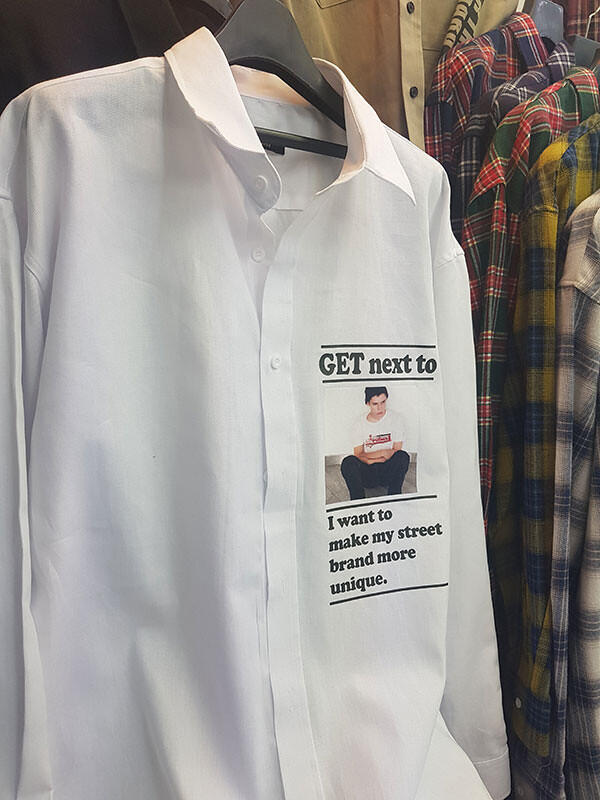 GET next to
I want to
make my street
brand more
unique.